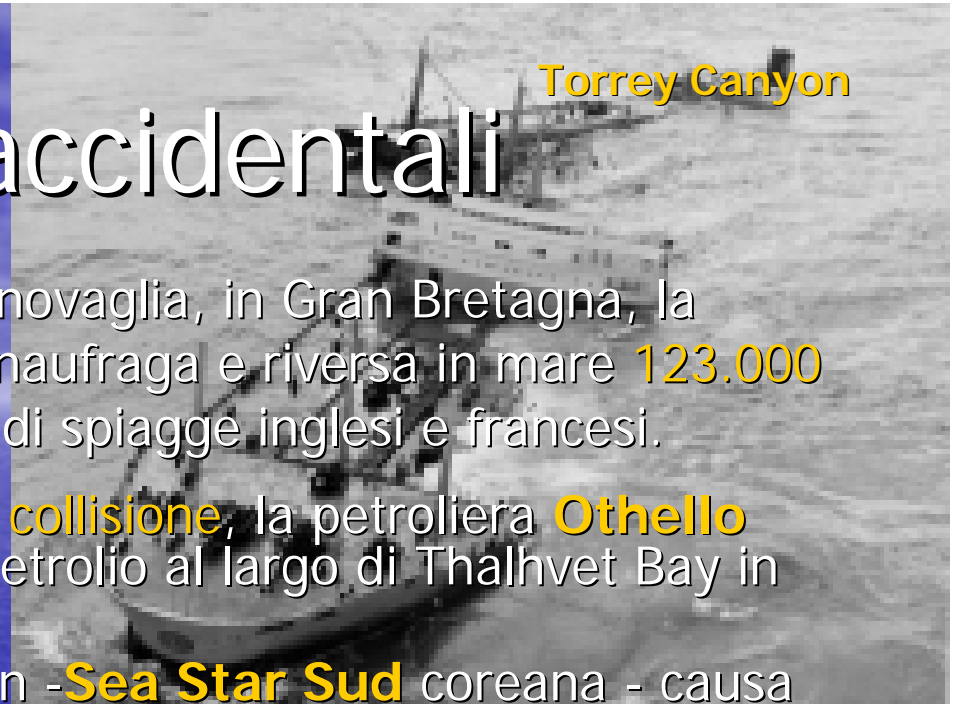 Torrey Canyon
accidentali
novaglia, in Gran Bretagna, la
naufraga e riversa in mare 123.000
di spiagge inglesi e francesi.
collisione, la petroliera Othello
etrolio al largo di Thalhvet Bay in
n -Sea Star Sud coreana - causa